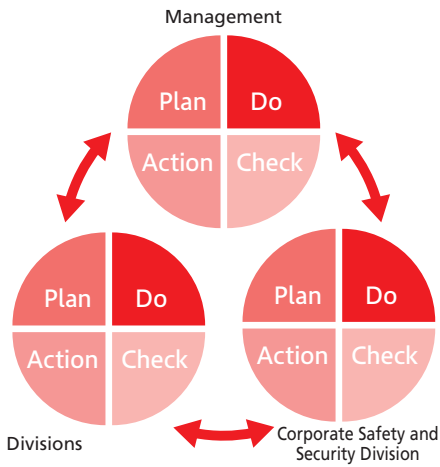 Management
Plan Do
Action Check
Plan Do
Action Check
Divisions
Plan Do
Action Check
Corporate Safety and
Security Division